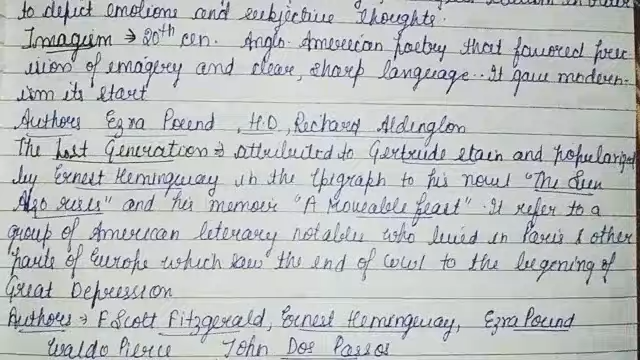 to depict emotions and subjective thoughts.
Imagism → 20th cen. Anglo-American poetry that favored prec
ision of imagery and clear, sharp language.. It gave modern-
ism its start
Authors Ezra Pound, H.D, Richard Aldington
The Lost Generation → attributed to Gertrude stain and popularized
by Ernest Hemingway in the Epigraph to his novel "The Sun
Also rises" and his memoir "A Moveable feast". It refer to a
group of American literary notables who lived in Paris & other
parts of Europe which saw the end of WWI to the begening of
Great Depression
Authors → F Scott Fitzgerald, Ernest Hemingway, Ezra Pound
Waldo Pierce John Dos Passos